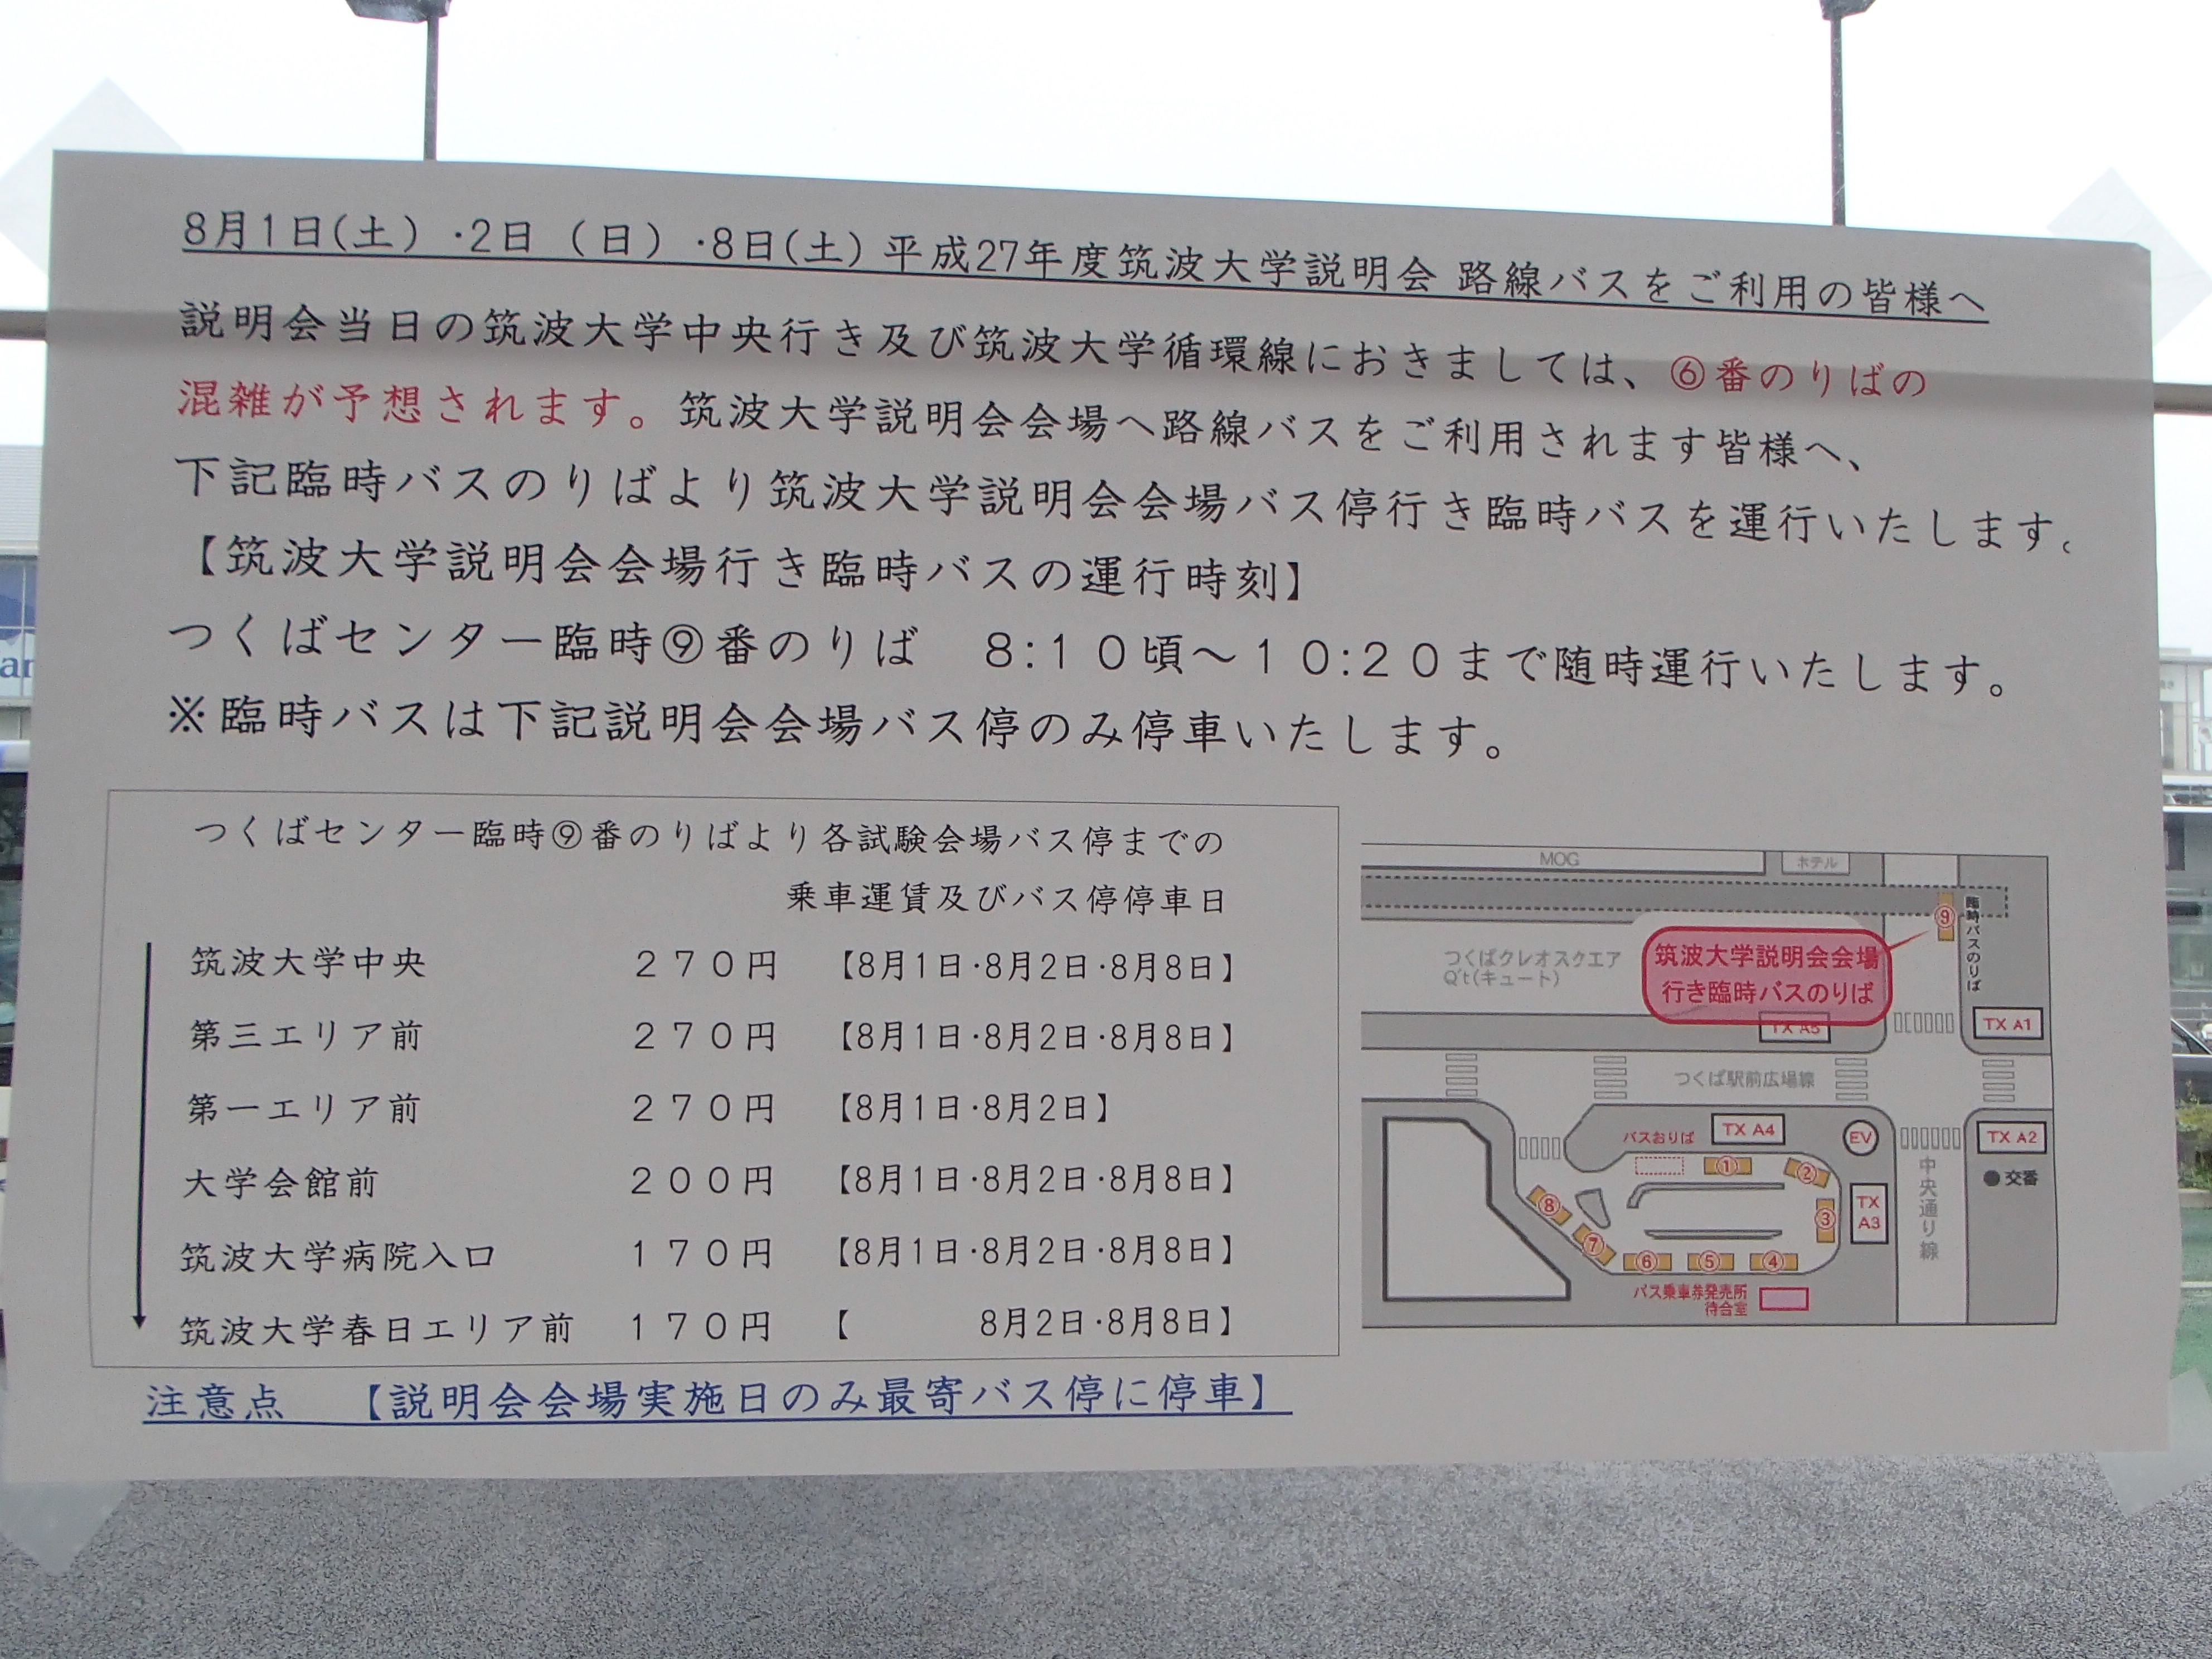 8月1日(土)・2日(日)・8日(土) 平成27年度筑波大学説明会 路線バスをご利用の皆様へ
説明会当日の筑波大学中央行き及び筑波大学循環線におきましては、⑥番のりばの
混雑が予想されます。筑波大学説明会会場へ路線バスをご利用されます皆様へ、
下記臨時バスのりばより筑波大学説明会会場バス停行き臨時バスを運行いたします。
【筑波大学説明会会場行き臨時バスの運行時刻】
つくばセンター臨時⑨番のりば 8:10頃～10:20まで随時運行いたします。
※臨時バスは下記説明会会場バス停のみ停車いたします。
つくばセンター臨時⑨番のりばより各試験会場バス停までの
乗車運賃及びバス停停車日
筑波大学中央 270円 【8月1日・8月2日・8月8日】
第三エリア前 270円 【8月1日・8月2日・8月8日】
第一エリア前 270円 【8月1日・8月2日】
大学会館前 200円 【8月1日・8月2日・8月8日】
筑波大学病院入口 170円 【8月1日・8月2日・8月8日】
筑波大学春日エリア前 170円 【 8月2日・8月8日】
注意点 【説明会会場実施日のみ最寄バス停に停車】
MOG
ホテル
⑨
臨時バスのりば
つくばクレオスクエア
Q't(キュート)
筑波大学説明会会場
行き臨時バスのりば
TX A5
TX A1
つくば駅前広場線
バスおりば
TX A4
EV
TX A2
①
②
交番
中央通り線
⑧
③
TX
A3
⑦
⑥
⑤
④
バス乗車券発売所
待合室